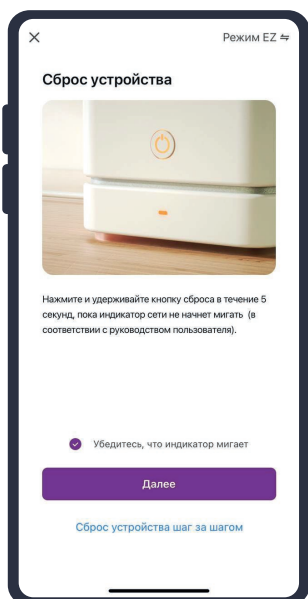 Режим EZ ⇋
Сброс устройства
Нажмите и удерживайте кнопку сброса в течение 5
секунд, пока индикатор сети не начнет мигать (в
соответствии с руководством пользователя).
Убедитесь, что индикатор мигает
Далее
Сброс устройства шаг за шагом